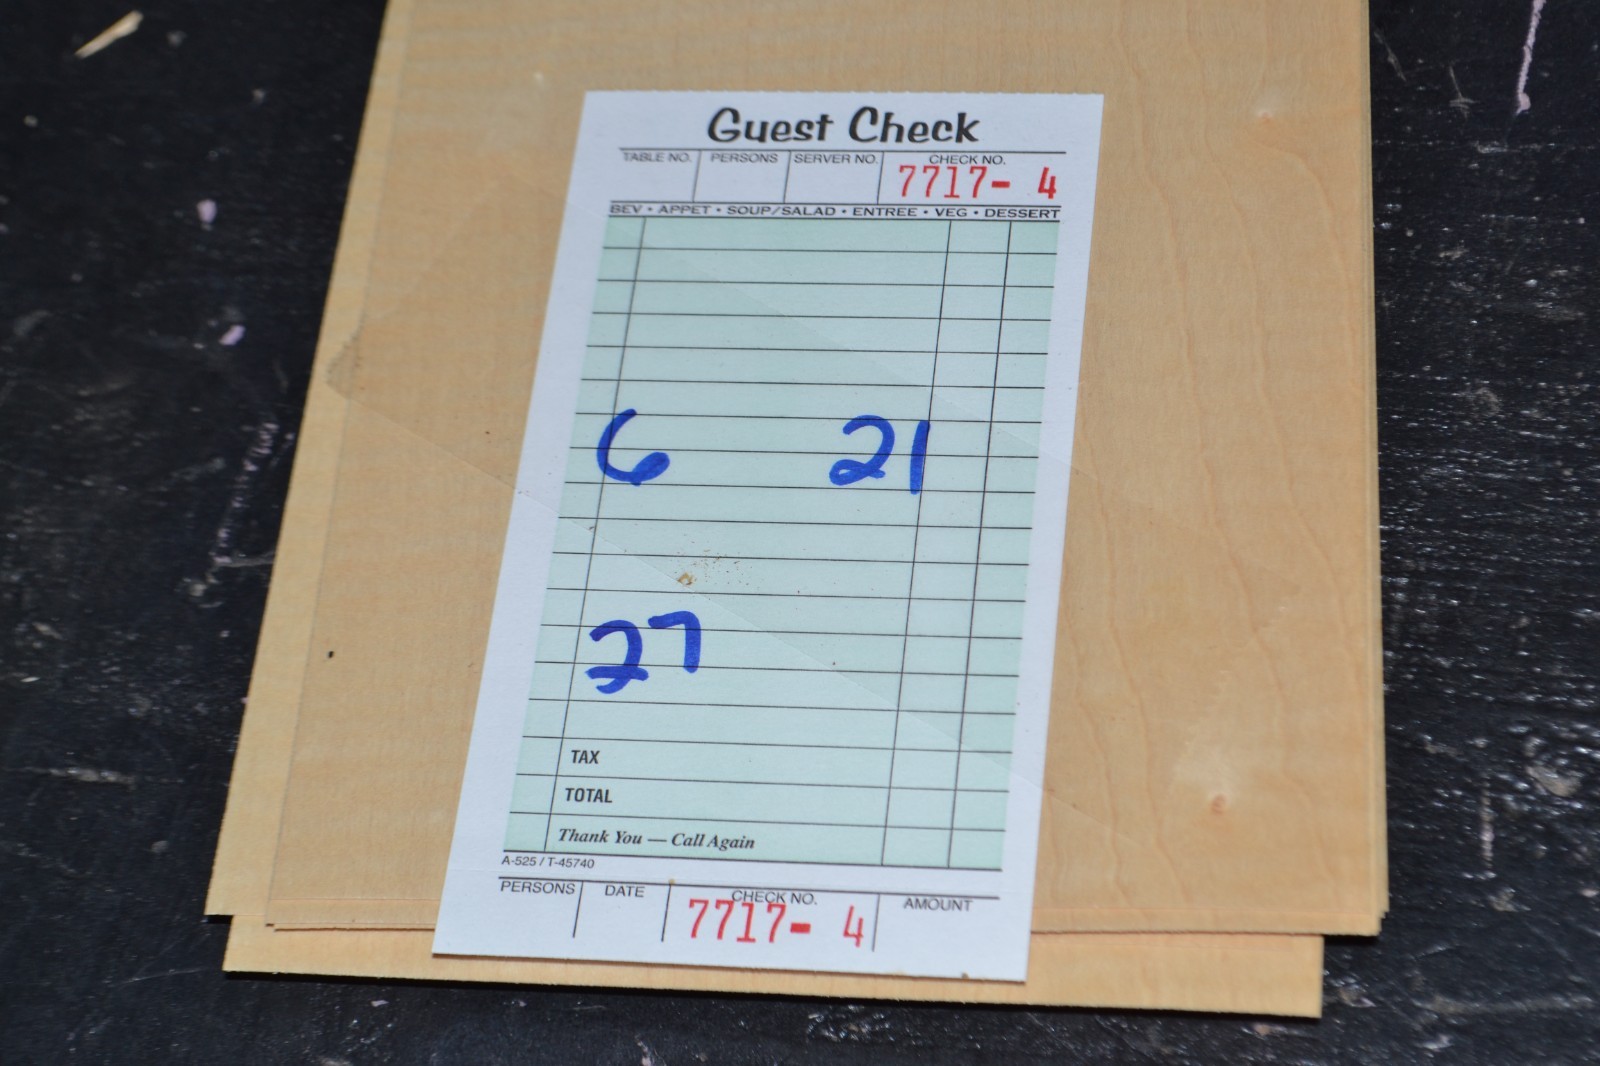 Guest Check
TABLE NO. PERSONS SERVER NO. CHECK NO.
7717- 4
BEV • APPET • SOUP/SALAD • ENTREE • VEG • DESSERT
6 21
27
TAX
TOTAL
Thank You — Call Again
A-525 / T-45740
PERSONS DATE CHECK NO. AMOUNT
7717- 4